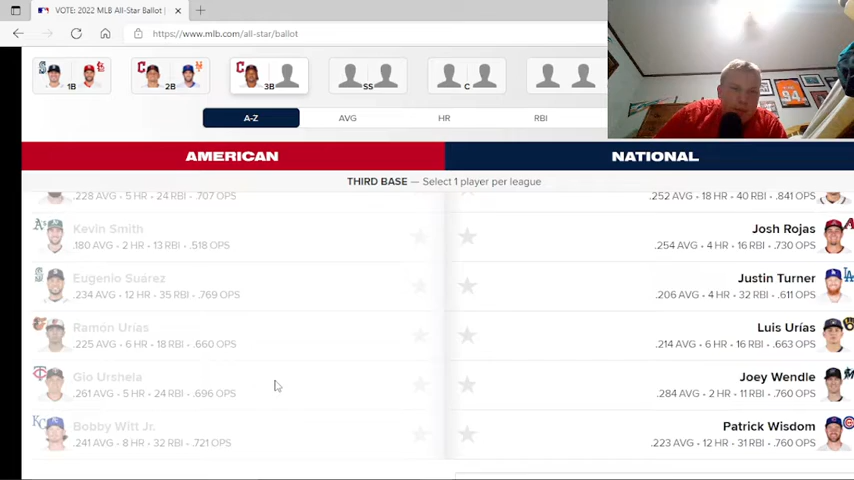 VOTE: 2022 MLB All-Star Ballot |
https://www.mlb.com/all-star/ballot
1B 2B 3B SS C
A-Z AVG HR RBI
AMERICAN NATIONAL
THIRD BASE — Select 1 player per league
.228 AVG • 5 HR • 24 RBI • .707 OPS
.252 AVG • 18 HR • 40 RBI • .841 OPS
Kevin Smith
.180 AVG • 2 HR • 13 RBI • .518 OPS
Josh Rojas
.254 AVG • 4 HR • 16 RBI • .730 OPS
Eugenio Suárez
.234 AVG • 12 HR • 35 RBI • .769 OPS
Justin Turner
.206 AVG • 4 HR • 32 RBI • .611 OPS
Ramón Urías
.225 AVG • 6 HR • 18 RBI • .660 OPS
Luis Urías
.214 AVG • 6 HR • 16 RBI • .663 OPS
Gio Urshela
.261 AVG • 5 HR • 24 RBI • .696 OPS
Joey Wendle
.284 AVG • 2 HR • 11 RBI • .760 OPS
Bobby Witt Jr.
.241 AVG • 8 HR • 32 RBI • .721 OPS
Patrick Wisdom
.223 AVG • 12 HR • 31 RBI • .760 OPS
94